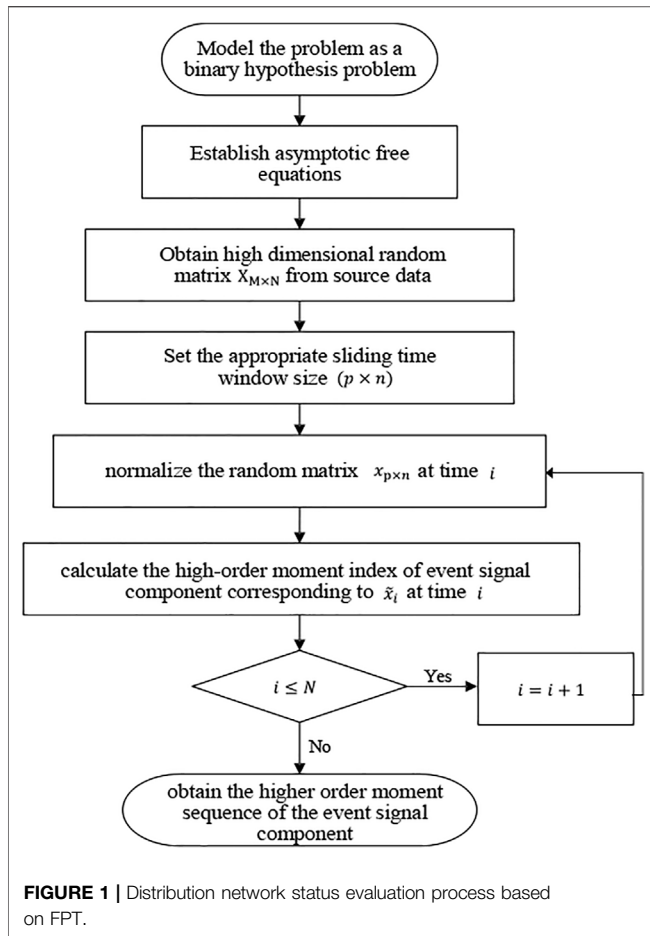 Model the problem as a
binary hypothesis problem
Establish asymptotic free
equations
Obtain high dimensional random
matrix X_{M×N} from source data
Set the appropriate sliding time
window size (p × n)
normalize the random matrix x_{p×n} at time i
calculate the high-order moment index of event signal
component corresponding to x̃_i at time i
i ≤ N
Yes
i = i + 1
No
obtain the higher order moment
sequence of the event signal
component
FIGURE 1 | Distribution network status evaluation process based
on FPT.